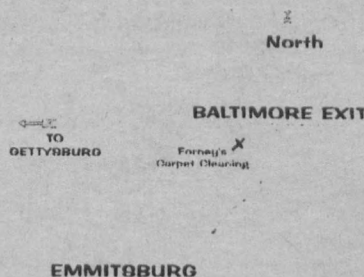 North
BALTIMORE EXIT
TO
GETTYSBURG
Forney's
Carpet Cleaning
EMMITSBURG